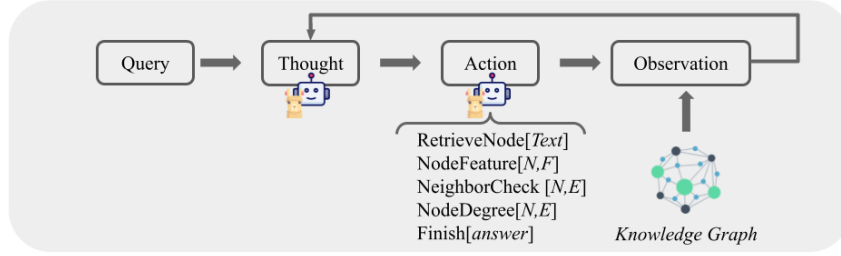 Query
Thought
Action
Observation
RetrieveNode[Text]
NodeFeature[N,F]
NeighborCheck [N,E]
NodeDegree[N,E]
Finish[answer]
Knowledge Graph